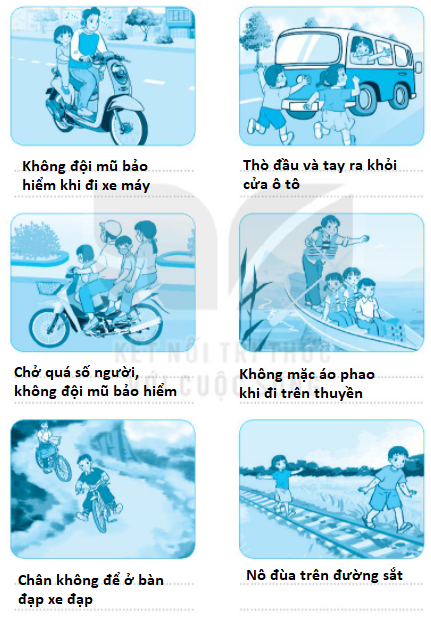 Không đội mũ bảo
hiểm khi đi xe máy
Thò đầu và tay ra khỏi
cửa ô tô
Chở quá số người,
không đội mũ bảo hiểm
Không mặc áo phao
khi đi trên thuyền
KẾT NỐI TRI THỨC
VỚI CUỘC SỐNG
Chân không để ở bàn
đạp xe đạp
Nô đùa trên đường sắt